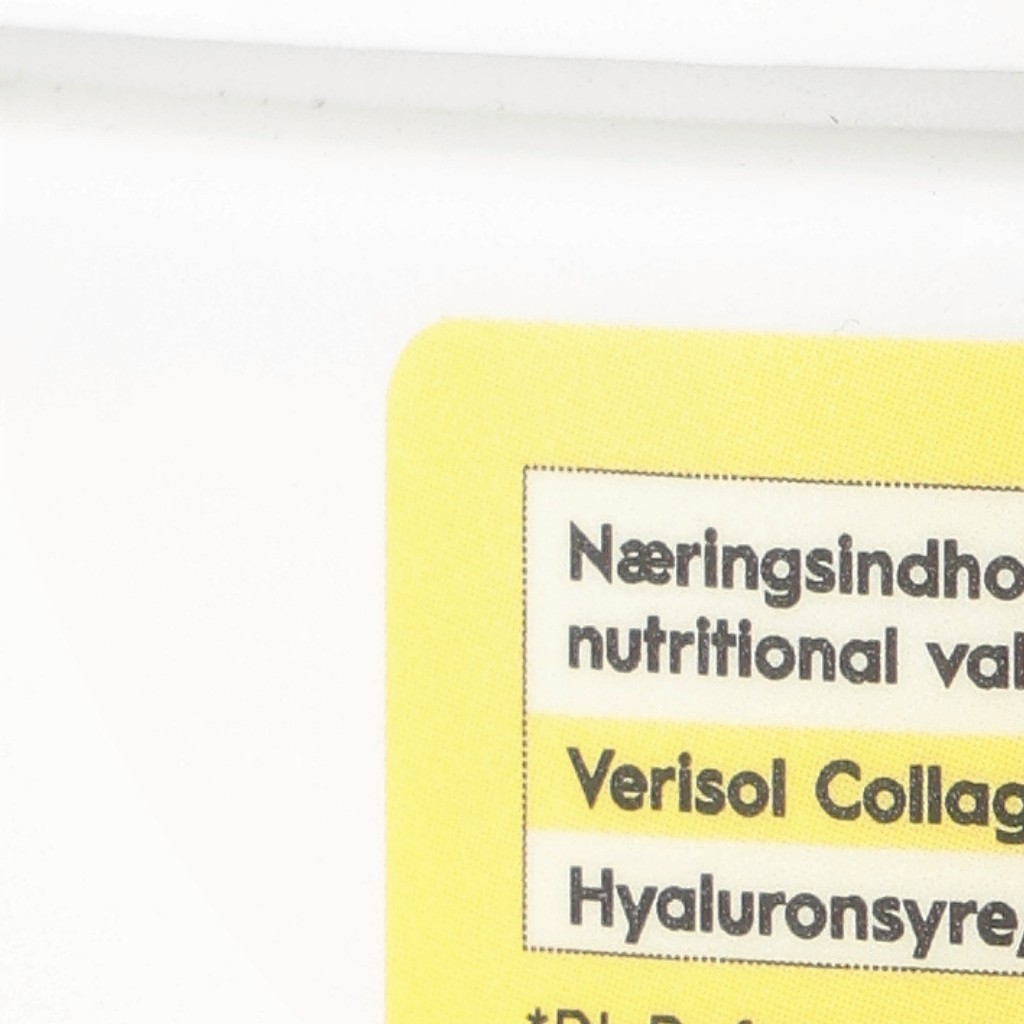 Næringsindho
nutritional val
Verisol Collag
Hyaluronsyre,